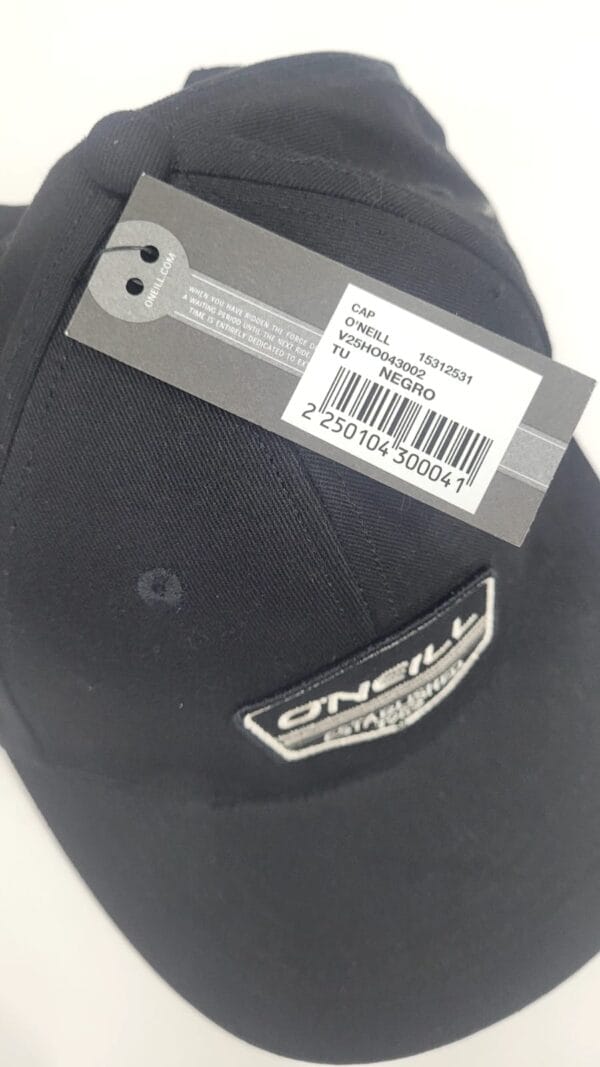 ONEILL.COM
WHEN YOU HAVE RIDDEN THE FORCE O
A WAITING PERIOD UNTIL THE NEXT RIDE
TIME IS ENTIRELY DEDICATED TO EX
CAP
O'NEILL 15312531
V25HO043002
TU NEGRO
2 250104 300041
O'NEILL
ESTABLISHED